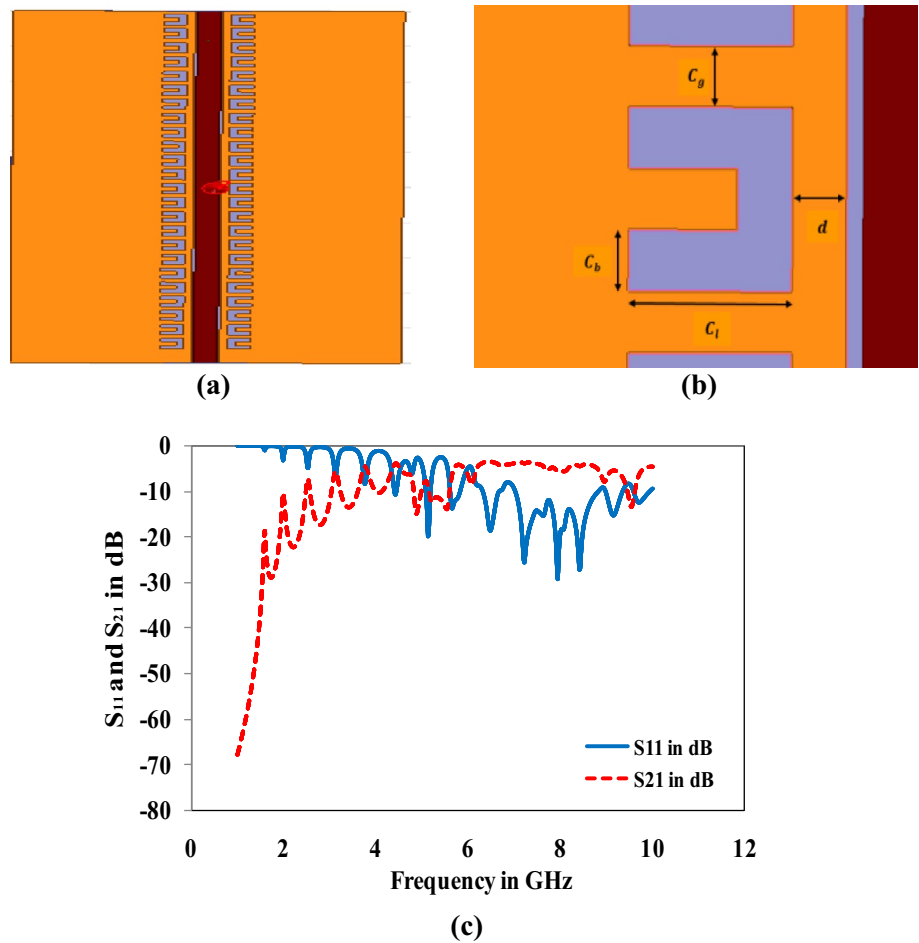 C_g
C_b
d
C_l
(a)
(b)
S₁₁ and S₂₁ in dB
0
-10
-20
-30
-40
-50
-60
-70
-80
S11 in dB
S21 in dB
0 2 4 6 8 10 12
Frequency in GHz
(c)